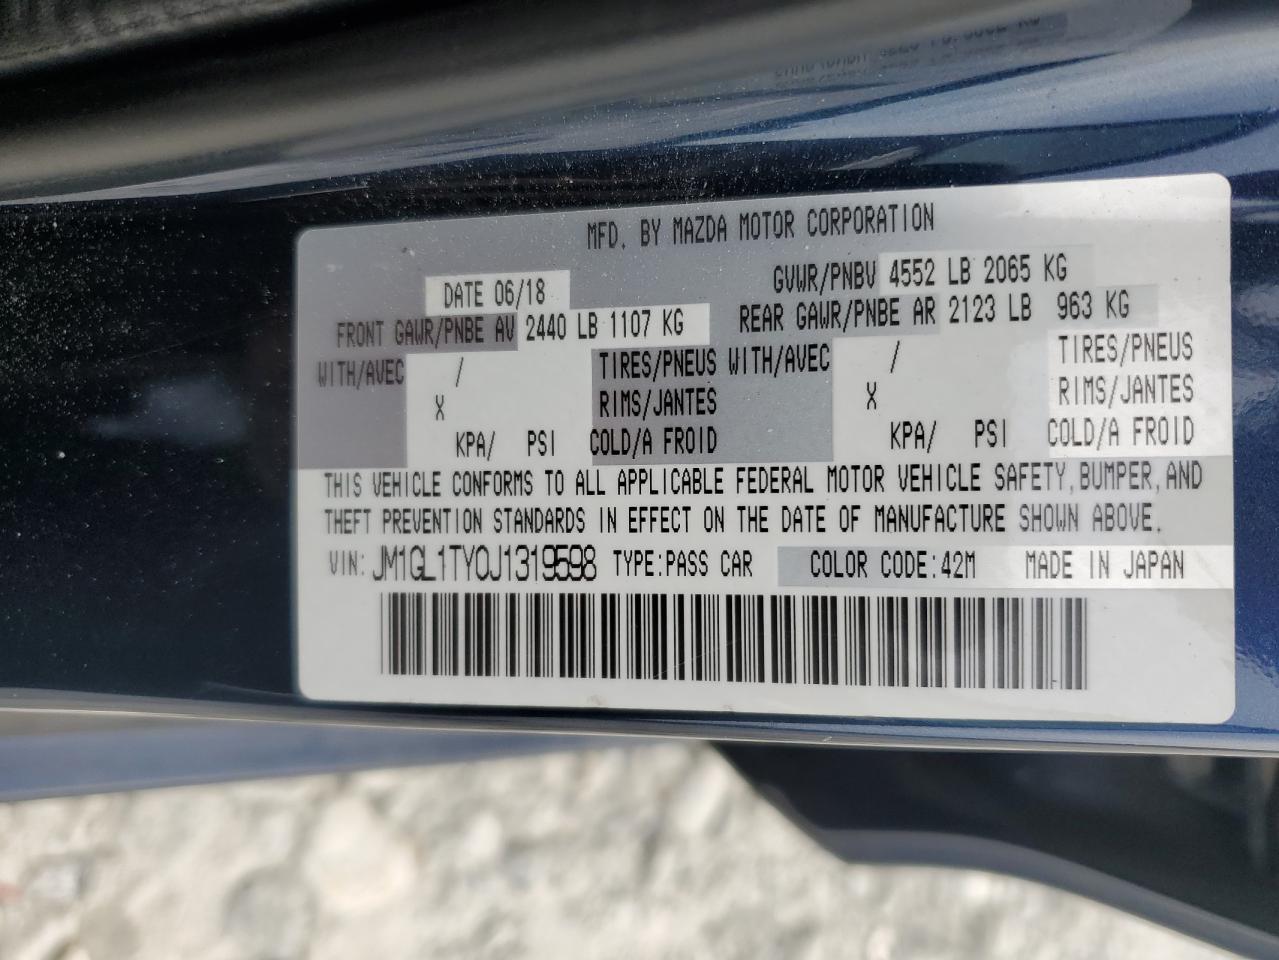 MFD. BY MAZDA MOTOR CORPORATION
DATE 06/18 GVWR/PNBV 4552 LB 2065 KG
FRONT GAWR/PNBE AV 2440 LB 1107 KG REAR GAWR/PNBE AR 2123 LB 963 KG
WITH/AVEC / TIRES/PNEUS WITH/AVEC / TIRES/PNEUS
X RIMS/JANTES X RIMS/JANTES
KPA/ PSI COLD/A FROID KPA/ PSI COLD/A FROID
THIS VEHICLE CONFORMS TO ALL APPLICABLE FEDERAL MOTOR VEHICLE SAFETY, BUMPER, AND
THEFT PREVENTION STANDARDS IN EFFECT ON THE DATE OF MANUFACTURE SHOWN ABOVE.
VIN: JM1GL1TY0J1319598 TYPE:PASS CAR COLOR CODE:42M MADE IN JAPAN